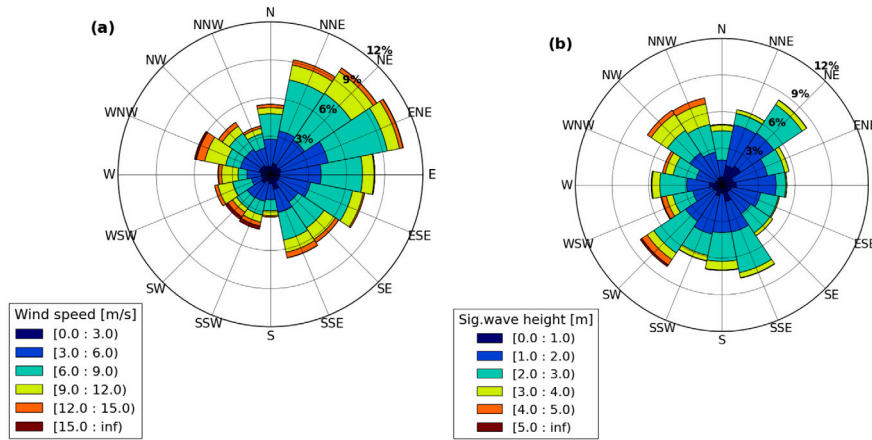 (a)
N
NNE
12%
NE
9%
6%
3%
ENE
E
ESE
SE
SSE
S
SSW
SW
WSW
W
WNW
NW
NNW
Wind speed [m/s]
[0.0 : 3.0)
[3.0 : 6.0)
[6.0 : 9.0)
[9.0 : 12.0)
[12.0 : 15.0)
[15.0 : inf)
(b)
N
NNE
12%
NE
9%
6%
3%
ENE
E
ESE
SE
SSE
S
SSW
SW
WSW
W
WNW
NW
NNW
Sig.wave height [m]
[0.0 : 1.0)
[1.0 : 2.0)
[2.0 : 3.0)
[3.0 : 4.0)
[4.0 : 5.0)
[5.0 : inf)